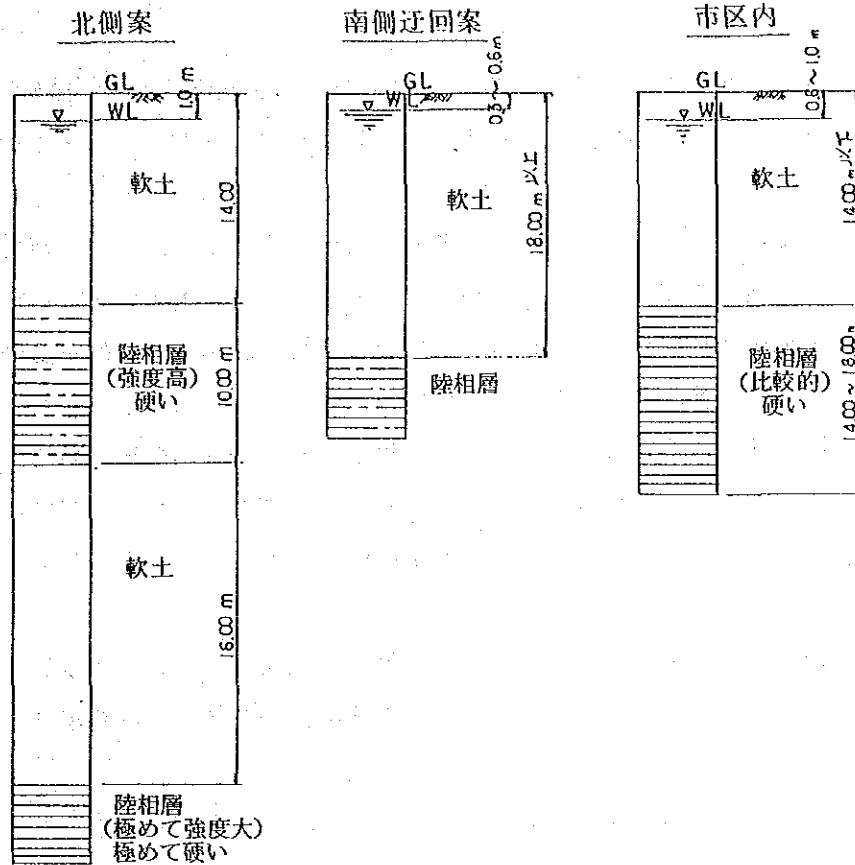 北側案
GL
WL
1.0 m
軟土
14.00
陸相層
(強度高)
硬い
10.00 m
軟土
16.00 m
陸相層
(極めて強度大)
極めて硬い
南側迂回案
GL
WL
0.3～0.6m
軟土
18.00 m 以上
陸相層
市区内
GL
WL
0.8～1.0 m
軟土
14.00 m 以下
陸相層
(比較的)
硬い
14.00～18.00m